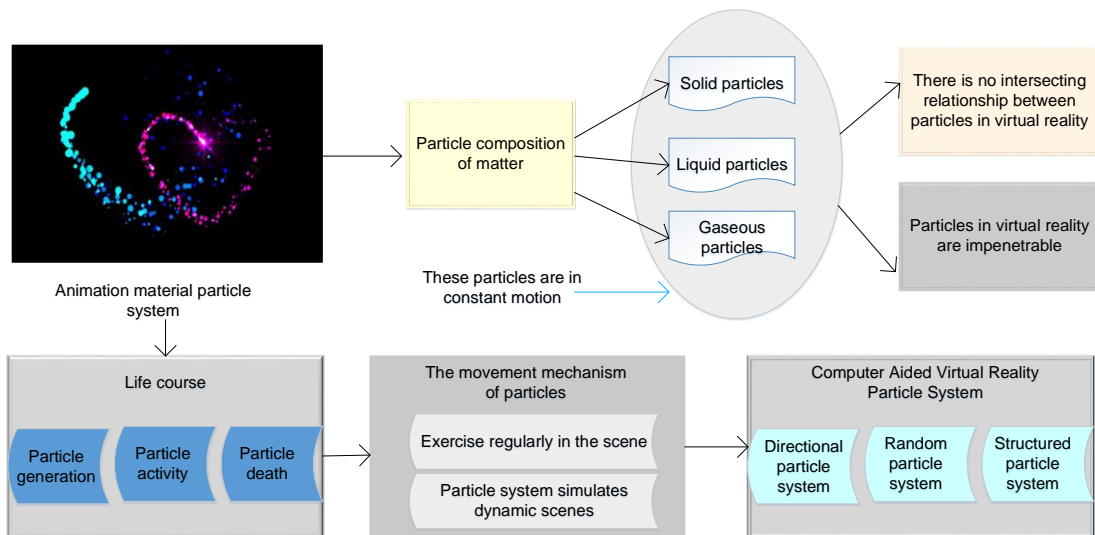 Solid particles
There is no intersecting
relationship between
particles in virtual reality
Particle composition
of matter
Liquid particles
Gaseous
particles
Particles in virtual reality
are impenetrable
These particles are in
constant motion
Animation material particle
system
Life course
Particle
generation
Particle
activity
Particle
death
The movement mechanism
of particles
Exercise regularly in the scene
Particle system simulates
dynamic scenes
Computer Aided Virtual Reality
Particle System
Directional
particle
system
Random
particle
system
Structured
particle
system